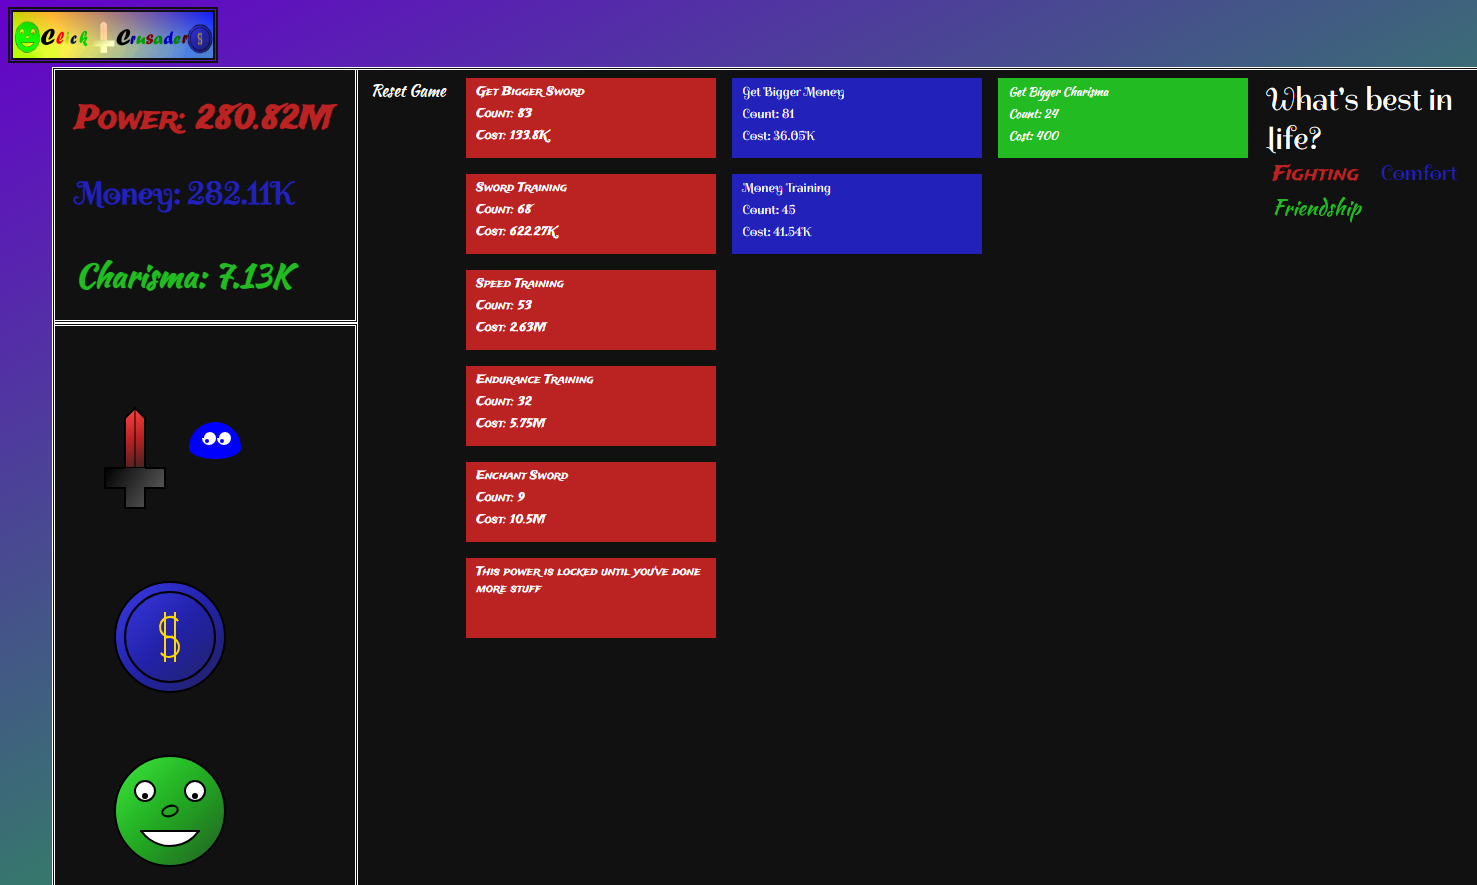 Click Crusader
Power: 280.82M
Money: 282.11K
Charisma: 7.13K
$
Reset Game
Get Bigger Sword
Count: 83
Cost: 133.8K
Sword Training
Count: 68
Cost: 622.27K
Speed Training
Count: 53
Cost: 2.63M
Endurance Training
Count: 32
Cost: 5.75M
Enchant Sword
Count: 9
Cost: 10.5M
This power is locked until you've done
more stuff
Get Bigger Money
Count: 81
Cost: 36.05K
Money Training
Count: 45
Cost: 41.54K
Get Bigger Charisma
Count: 24
Cost: 400
What's best in
life?
Fighting Comfort
Friendship